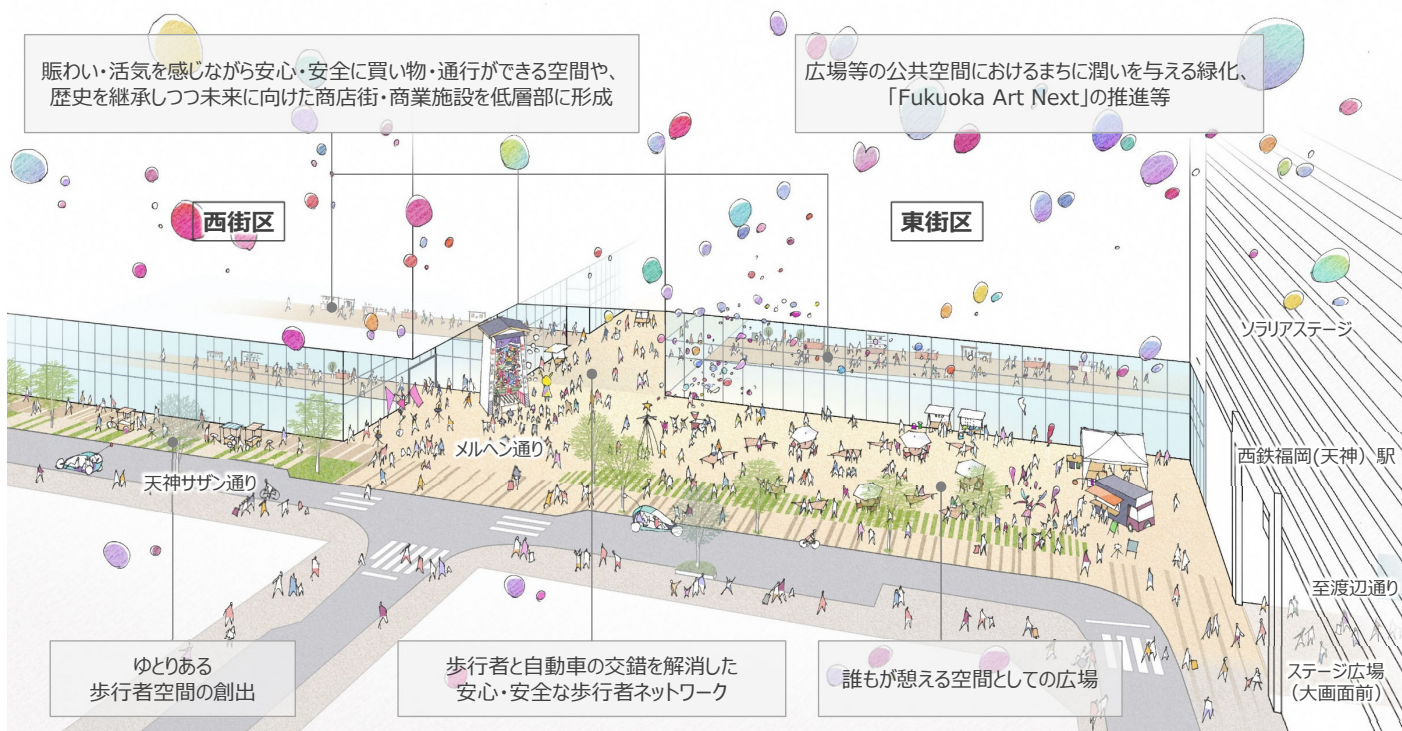 賑わい・活気を感じながら安心・安全に買い物・通行ができる空間や、
歴史を継承しつつ未来に向けた商店街・商業施設を低層部に形成
広場等の公共空間におけるまちに潤いを与える緑化、
「Fukuoka Art Next」の推進等
西街区
東街区
ソラリアステージ
メルヘン通り
西鉄福岡(天神)駅
天神サザン通り
至渡辺通り
ステージ広場
(大画面前)
ゆとりある
歩行者空間の創出
歩行者と自動車の交錯を解消した
安心・安全な歩行者ネットワーク
誰もが憩える空間としての広場